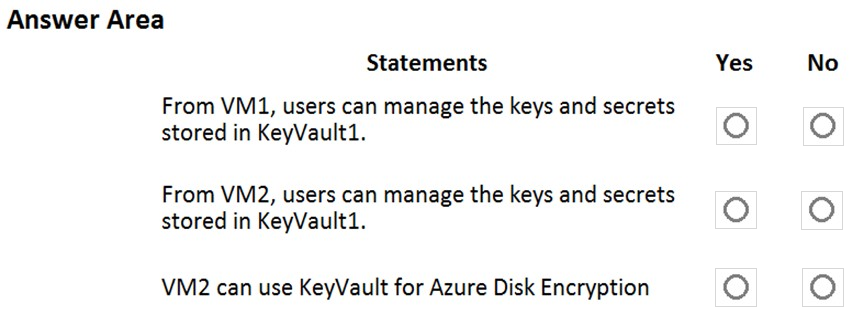 Answer Area
Statements Yes No
From VM1, users can manage the keys and secrets
stored in KeyVault1.
From VM2, users can manage the keys and secrets
stored in KeyVault1.
VM2 can use KeyVault for Azure Disk Encryption